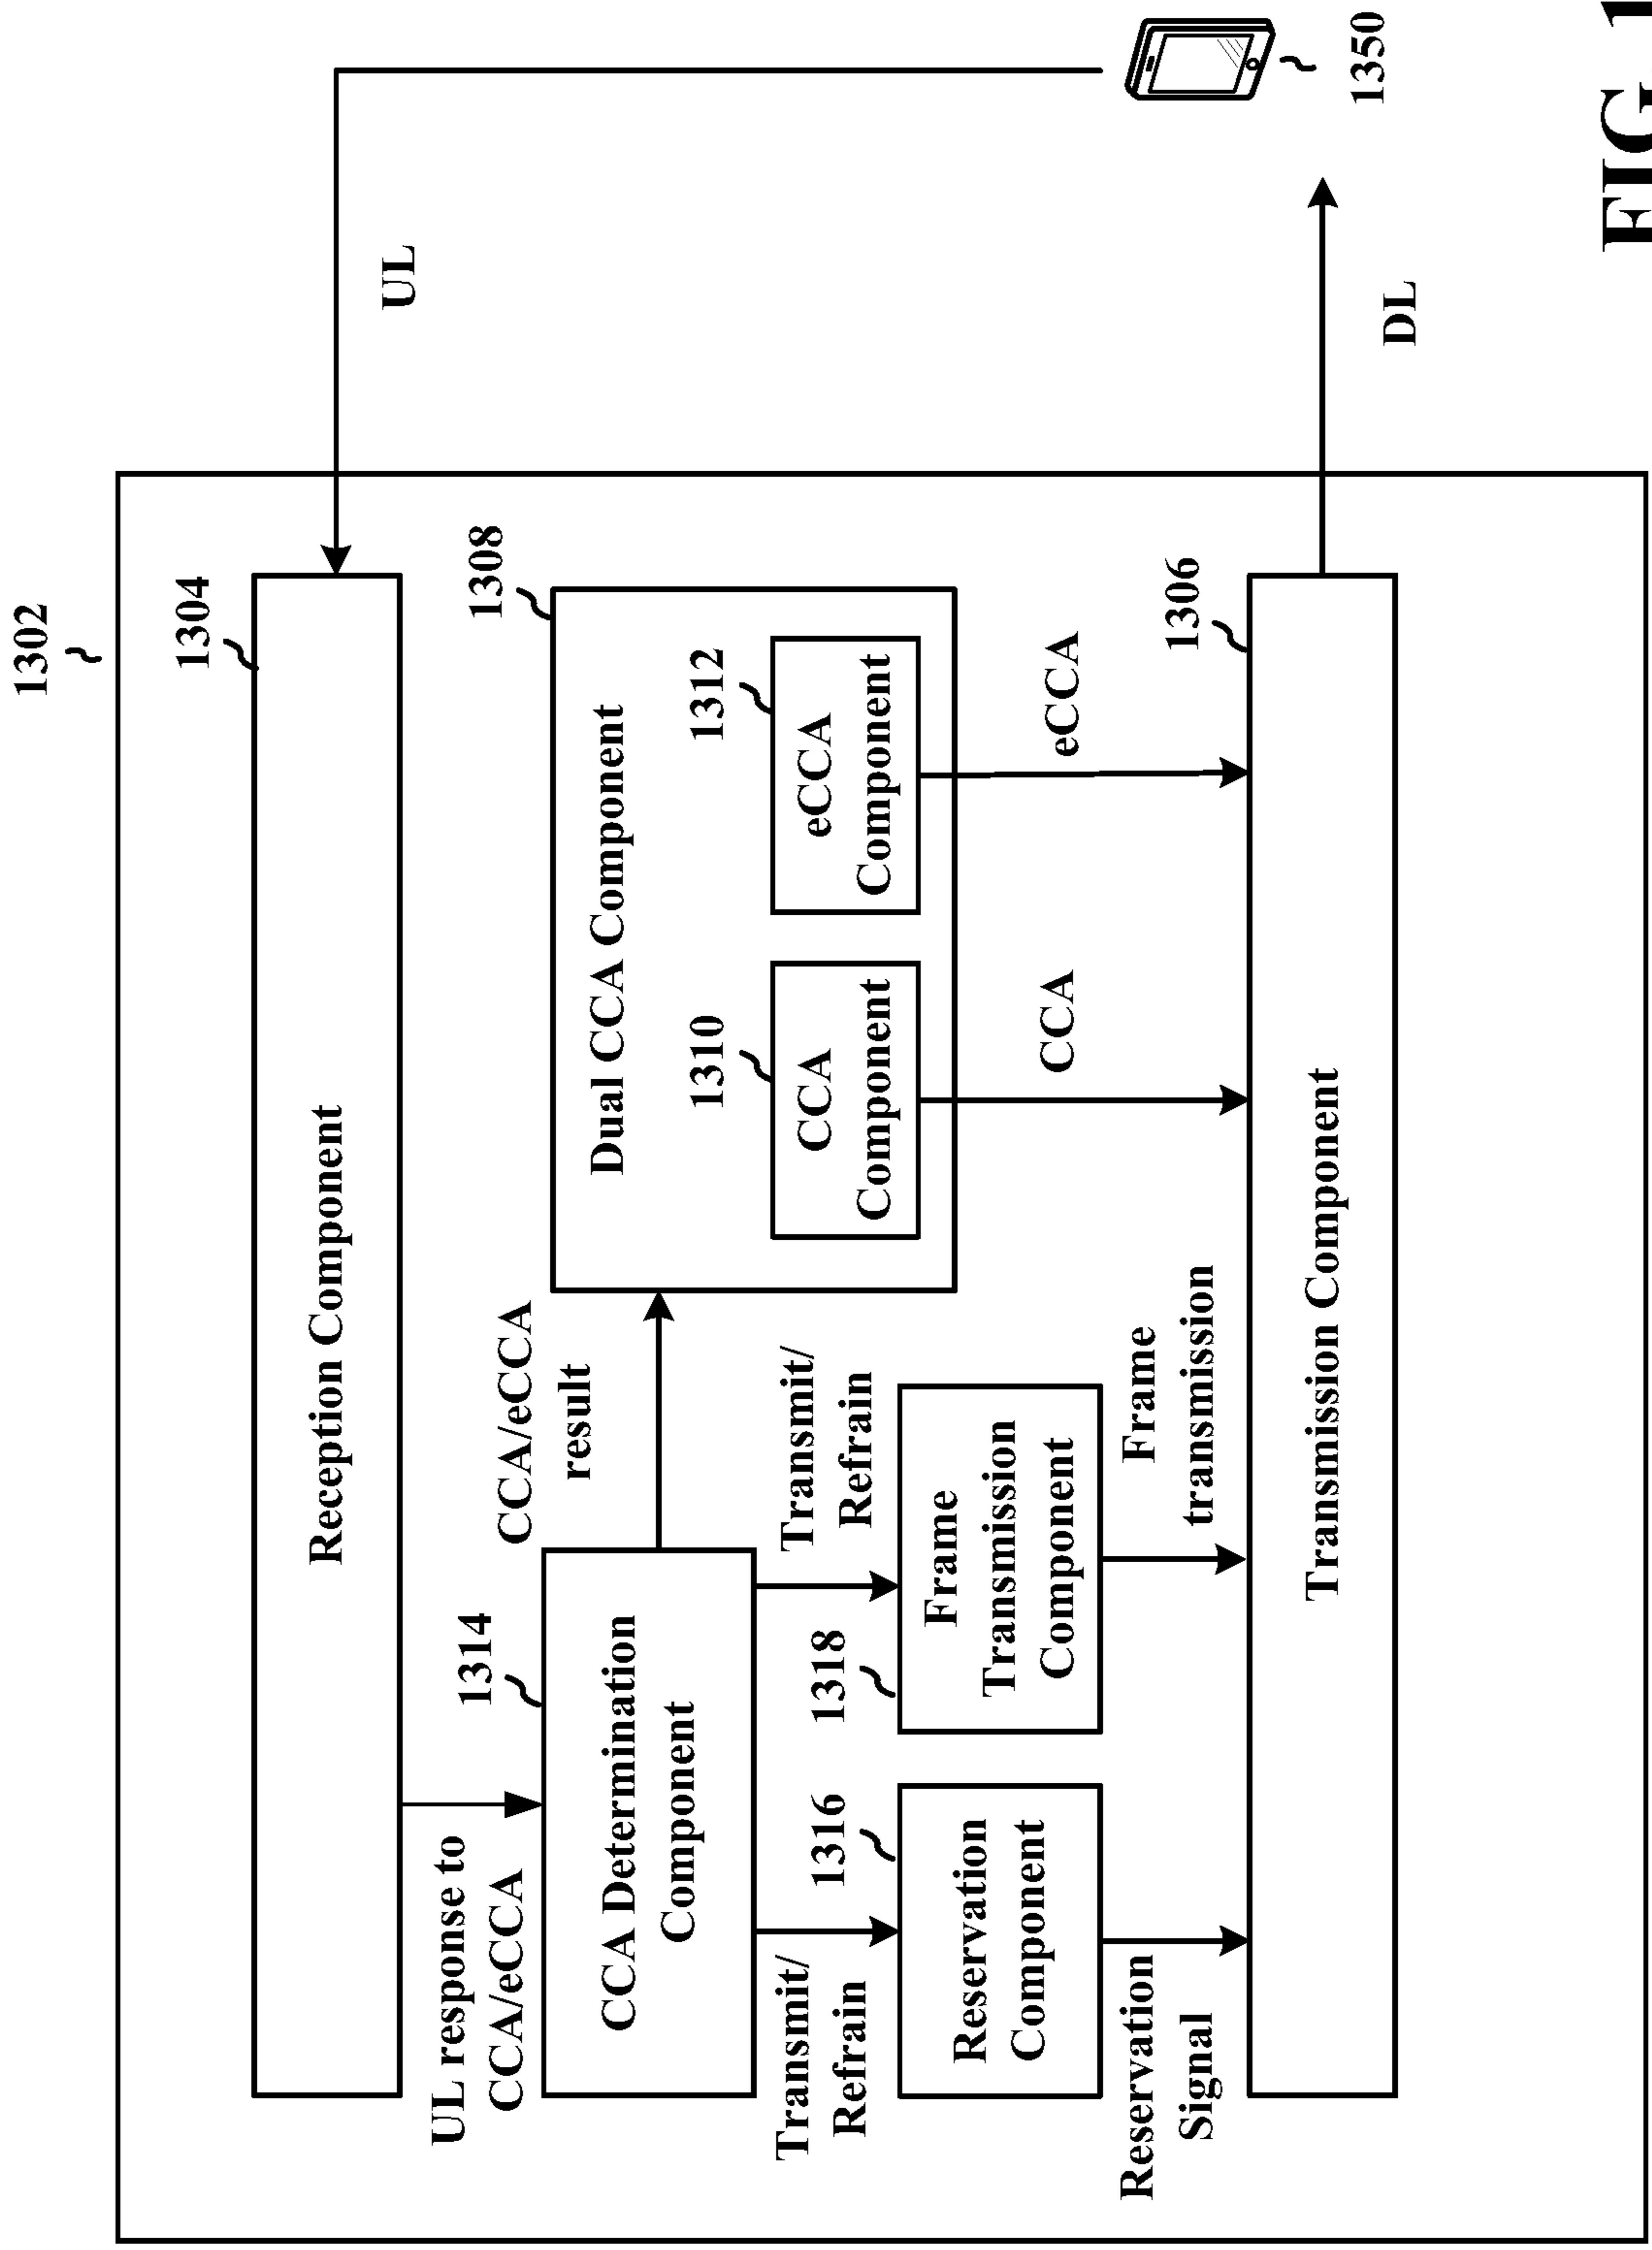 1302
1304
Reception Component
UL
UL response to
CCA/eCCA
1314
CCA Determination
Component
CCA/eCCA
result
1308
Dual CCA Component
1310
CCA
Component
1312
eCCA
Component
Transmit/
Refrain
1316
Reservation
Component
Transmit/
Refrain
1318
Frame
Transmission
Component
Reservation
Signal
Frame
transmission
CCA
eCCA
1306
Transmission Component
DL
1350
FIG.1